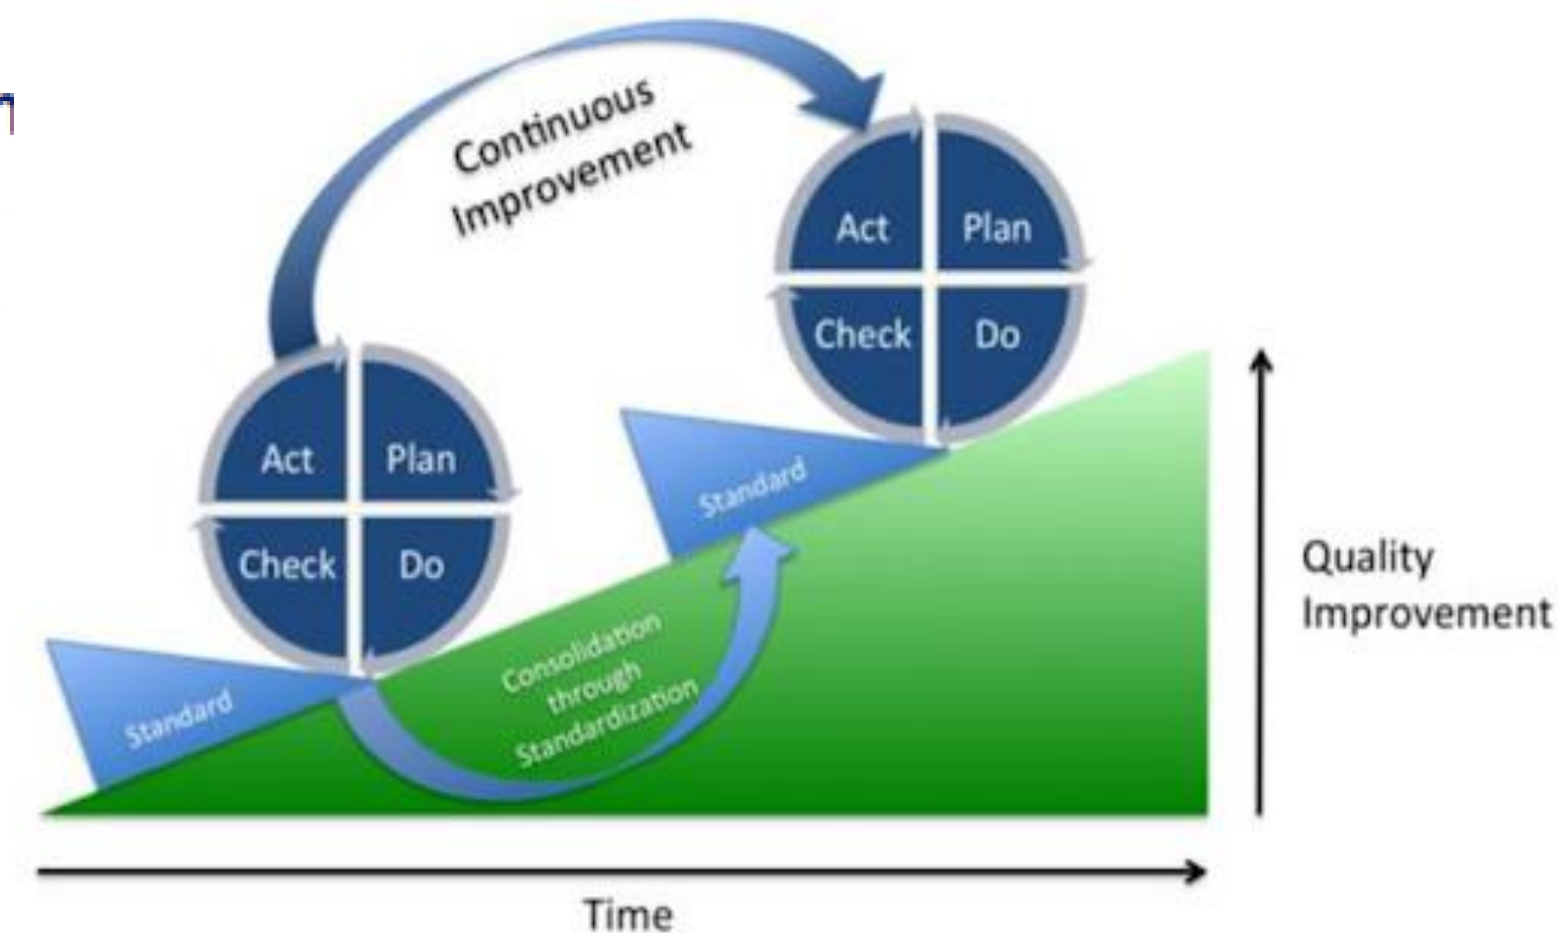 Continuous
Improvement
Act
Plan
Check
Do
Act
Plan
Check
Do
Standard
Standard
Consolidation
through
Standardization
Quality
Improvement
Time